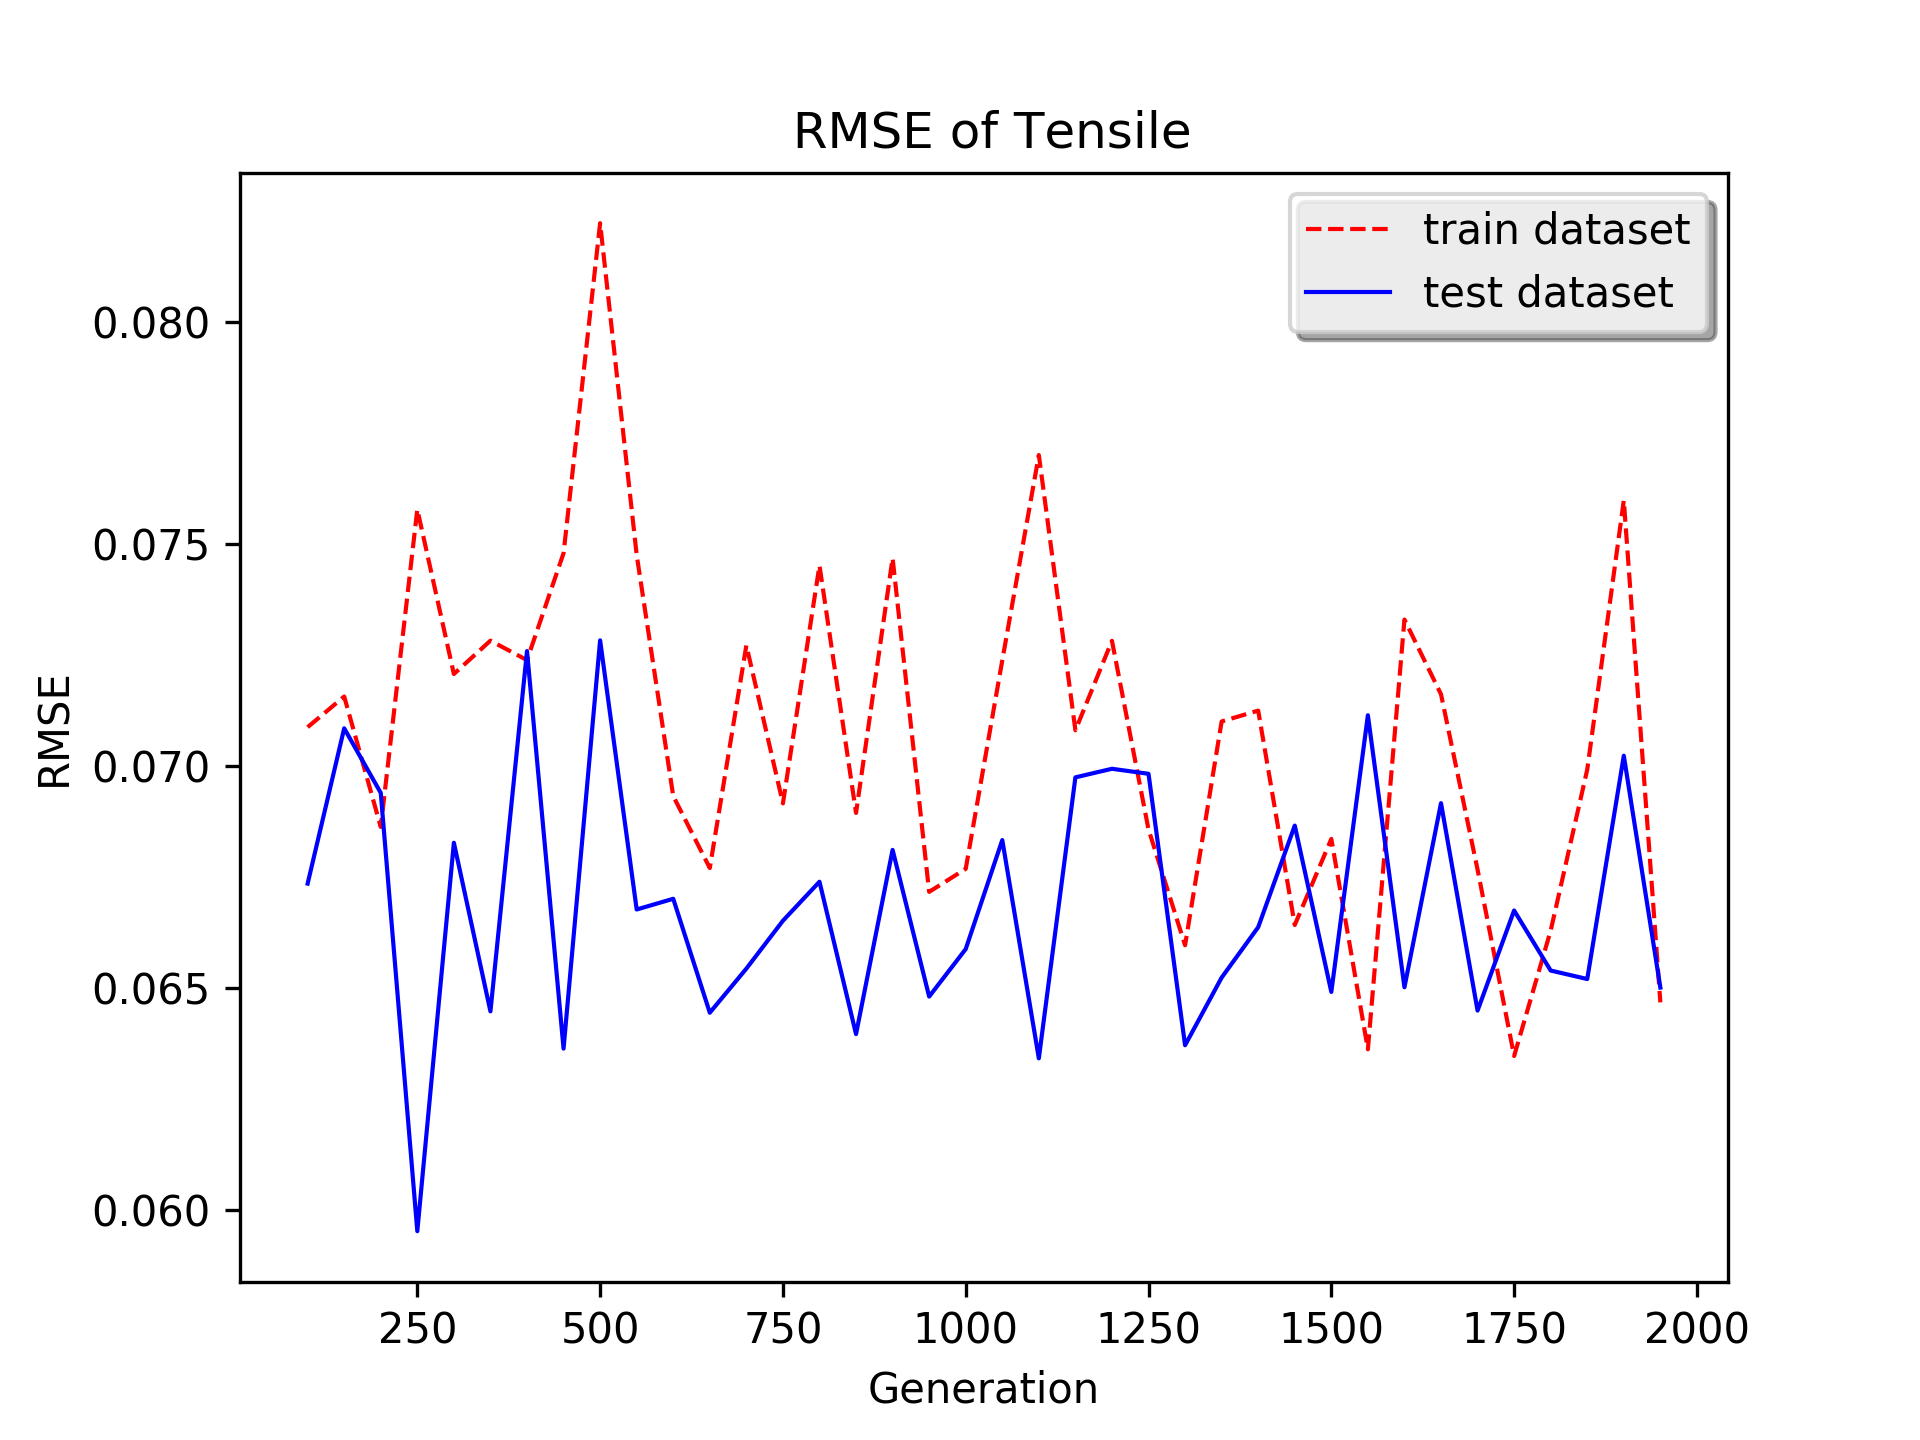 RMSE of Tensile
train dataset
test dataset
0.080
0.075
0.070
0.065
0.060
RMSE
250 500 750 1000 1250 1500 1750 2000
Generation